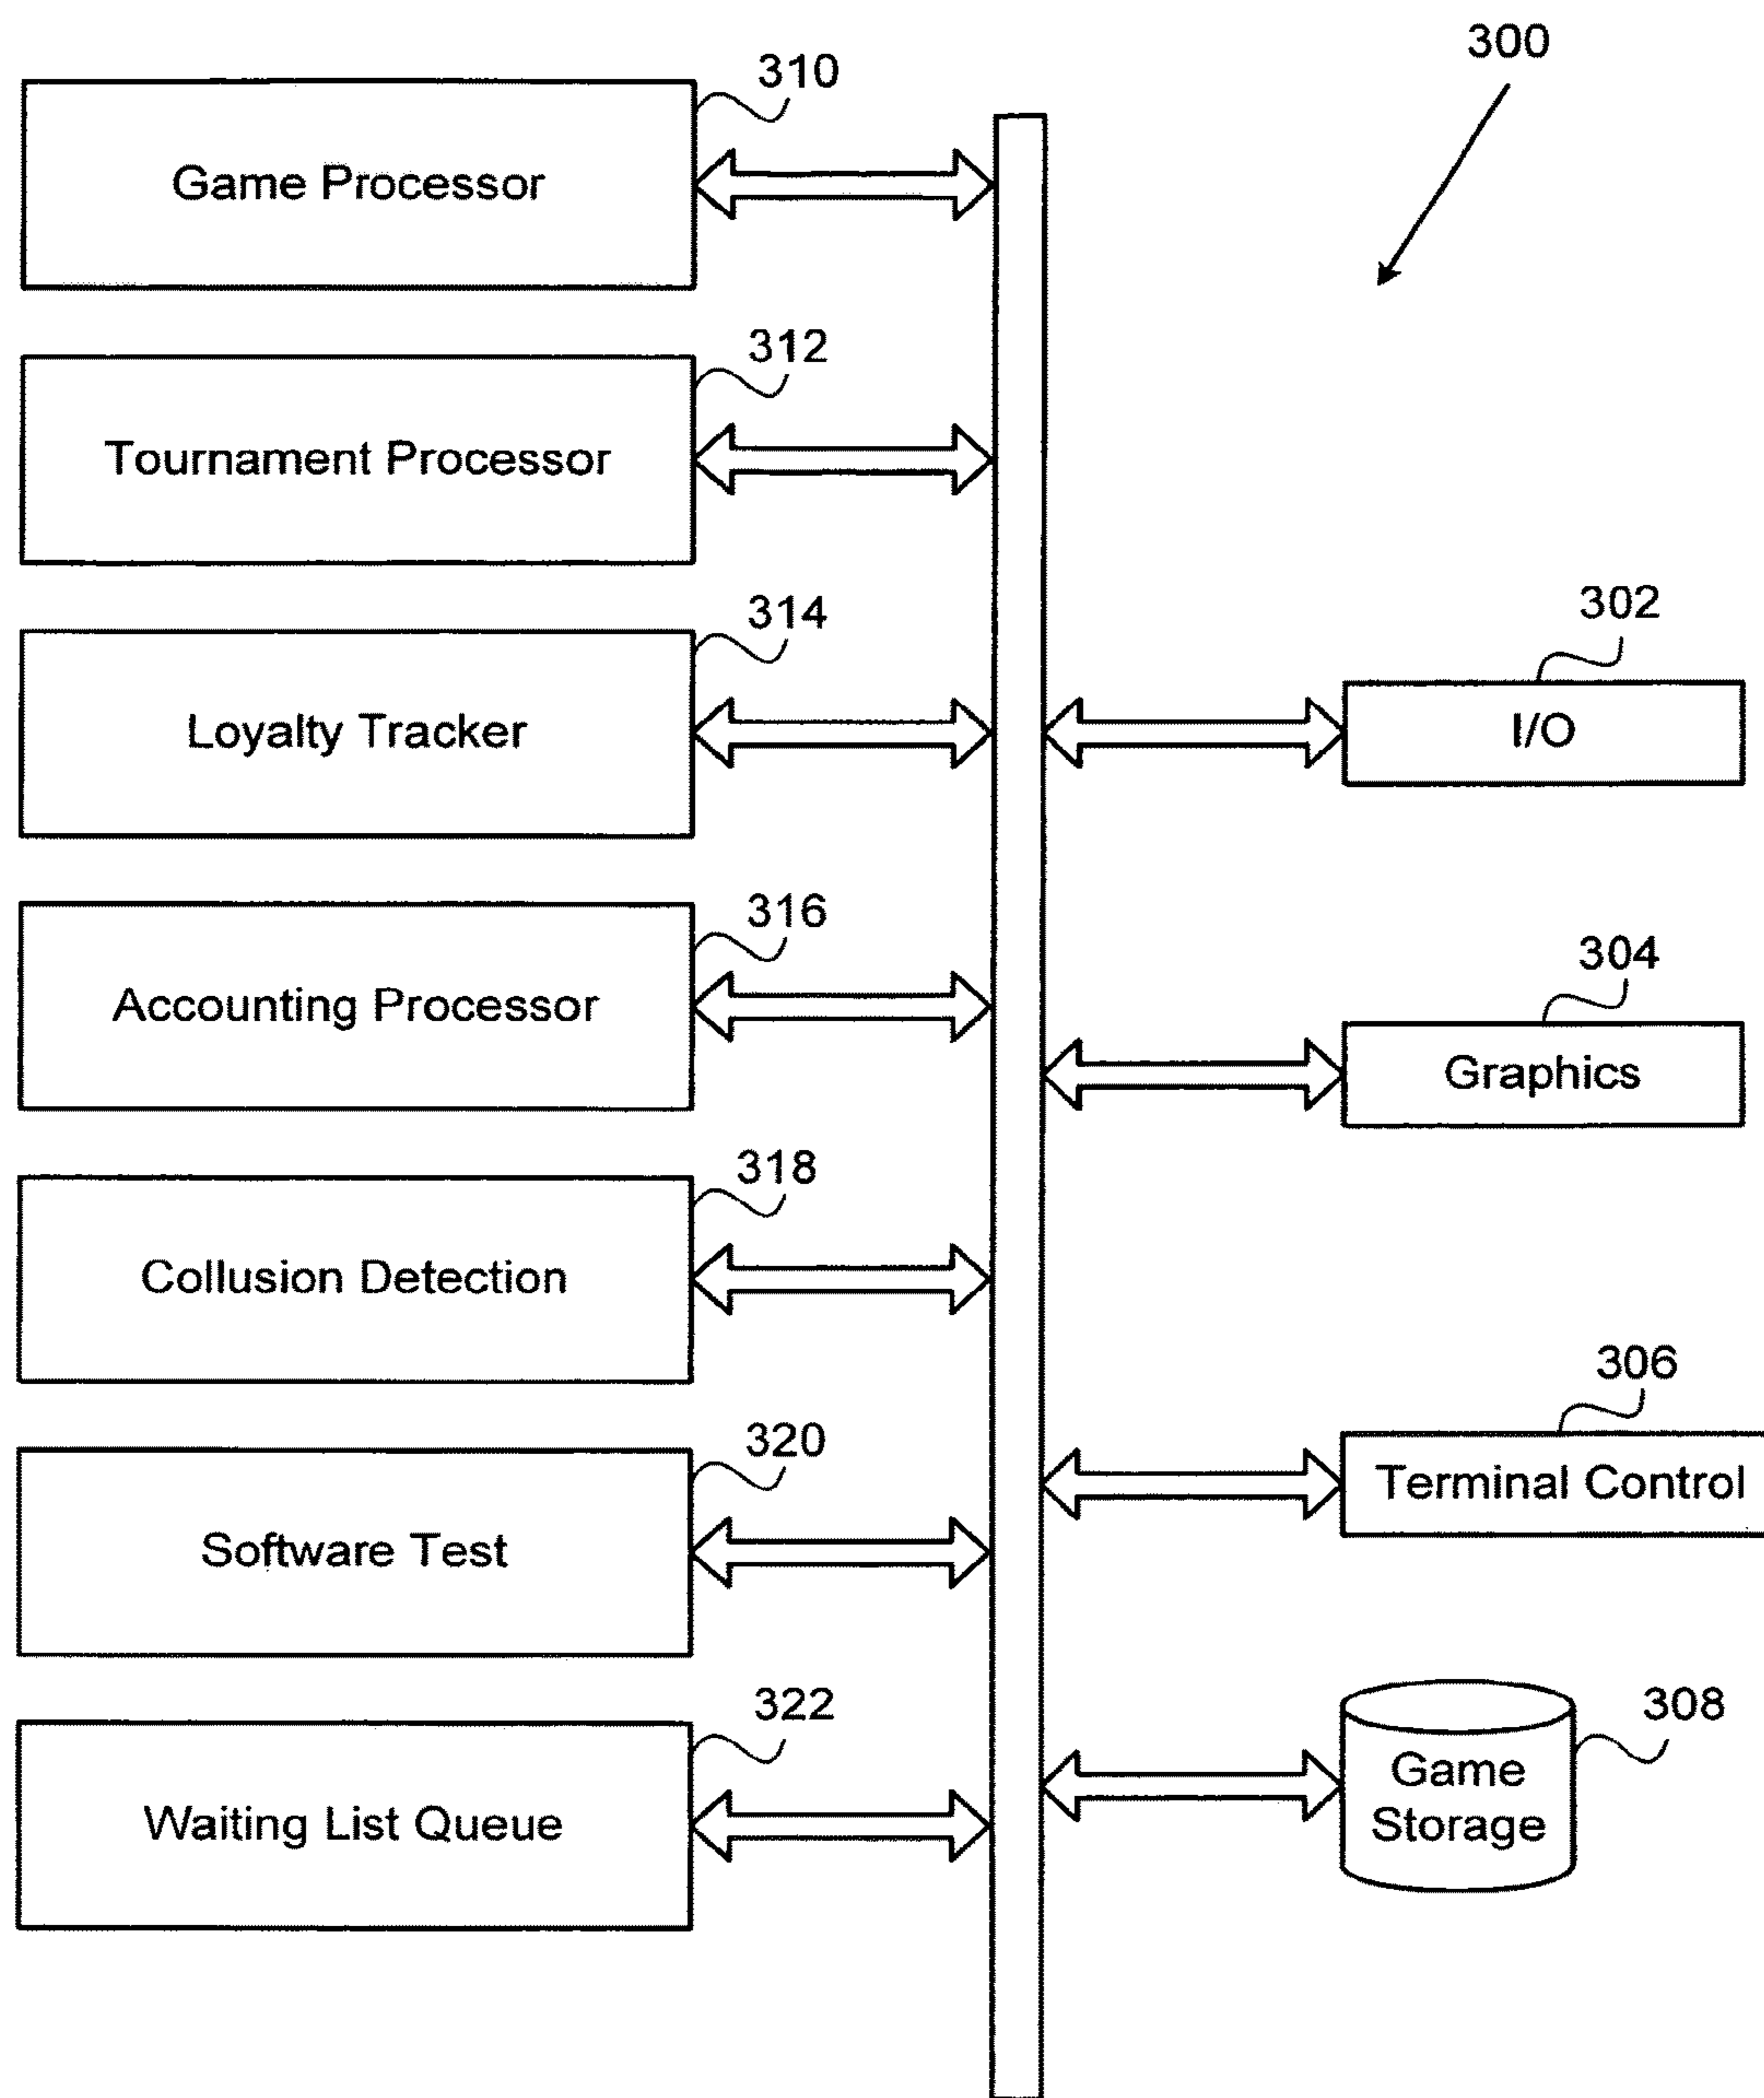 300
310
Game Processor
312
Tournament Processor
314
Loyalty Tracker
302
I/O
316
Accounting Processor
304
Graphics
318
Collusion Detection
306
Terminal Control
320
Software Test
322
Waiting List Queue
308
Game
Storage